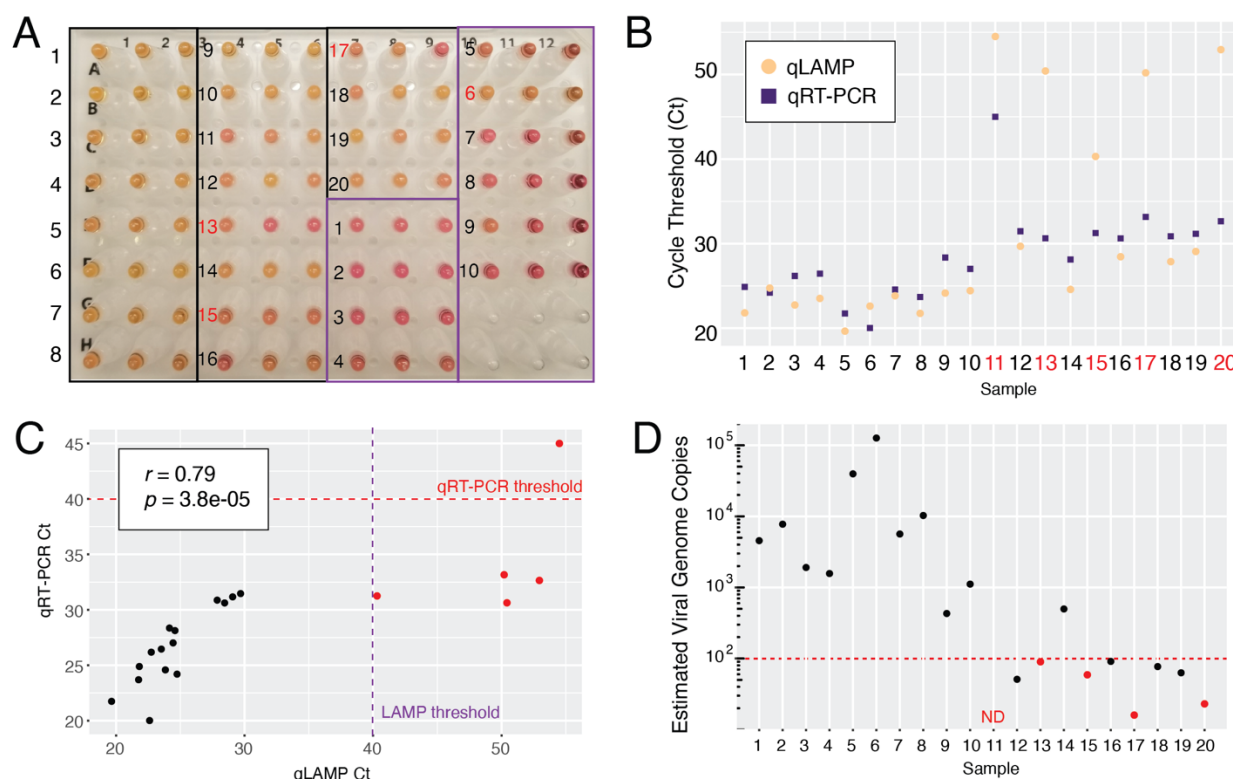 A
1 2 3 4 5 6 7 8 9 10 11 12
1 A 9 17 5
2 B 10 18 6
3 C 11 19 7
4 12 20 8
5 13 1 9
6 14 2 10
7 G 15 3
8 H 16 4
B
qLAMP
qRT-PCR
Cycle Threshold (Ct)
50
40
30
20
1 2 3 4 5 6 7 8 9 10 11 12 13 14 15 16 17 18 19 20
Sample
C
r = 0.79
p = 3.8e-05
qRT-PCR threshold
LAMP threshold
qRT-PCR Ct
45
40
35
30
25
20
20 30 40 50
qLAMP Ct
D
Estimated Viral Genome Copies
10^5
10^4
10^3
10^2
ND
1 2 3 4 5 6 7 8 9 10 11 12 13 14 15 16 17 18 19 20
Sample